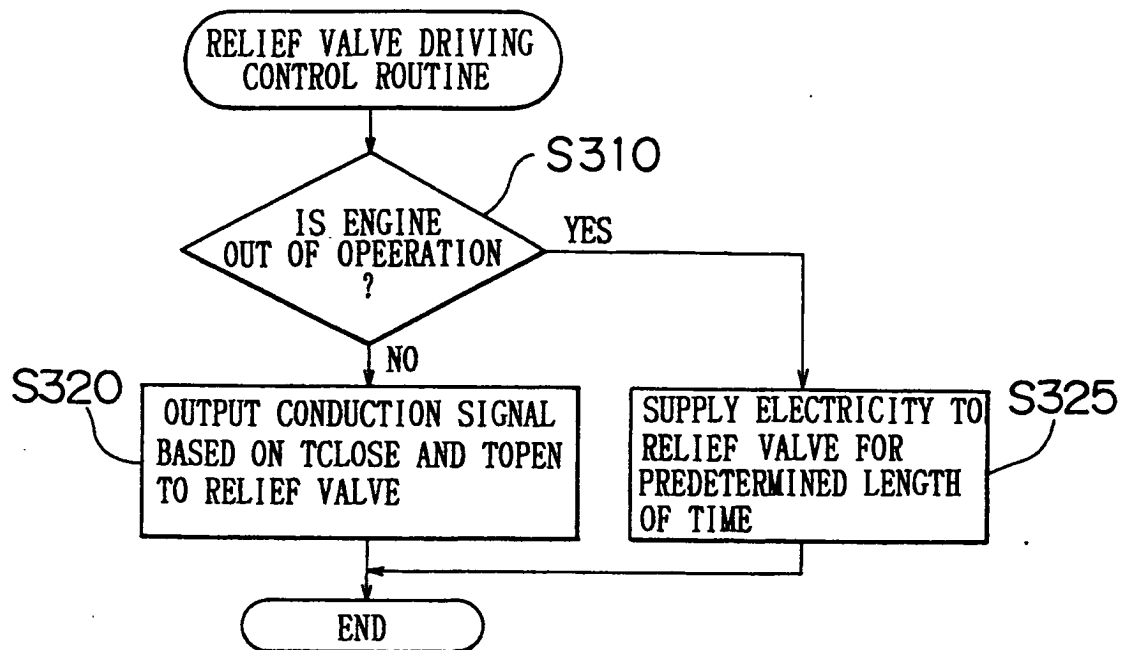 RELIEF VALVE DRIVING
CONTROL ROUTINE
S310
IS ENGINE
OUT OF OPEERATION
?
YES
NO
S320
OUTPUT CONDUCTION SIGNAL
BASED ON TCLOSE AND TOPEN
TO RELIEF VALVE
SUPPLY ELECTRICITY TO
RELIEF VALVE FOR
PREDETERMINED LENGTH
OF TIME
S325
END